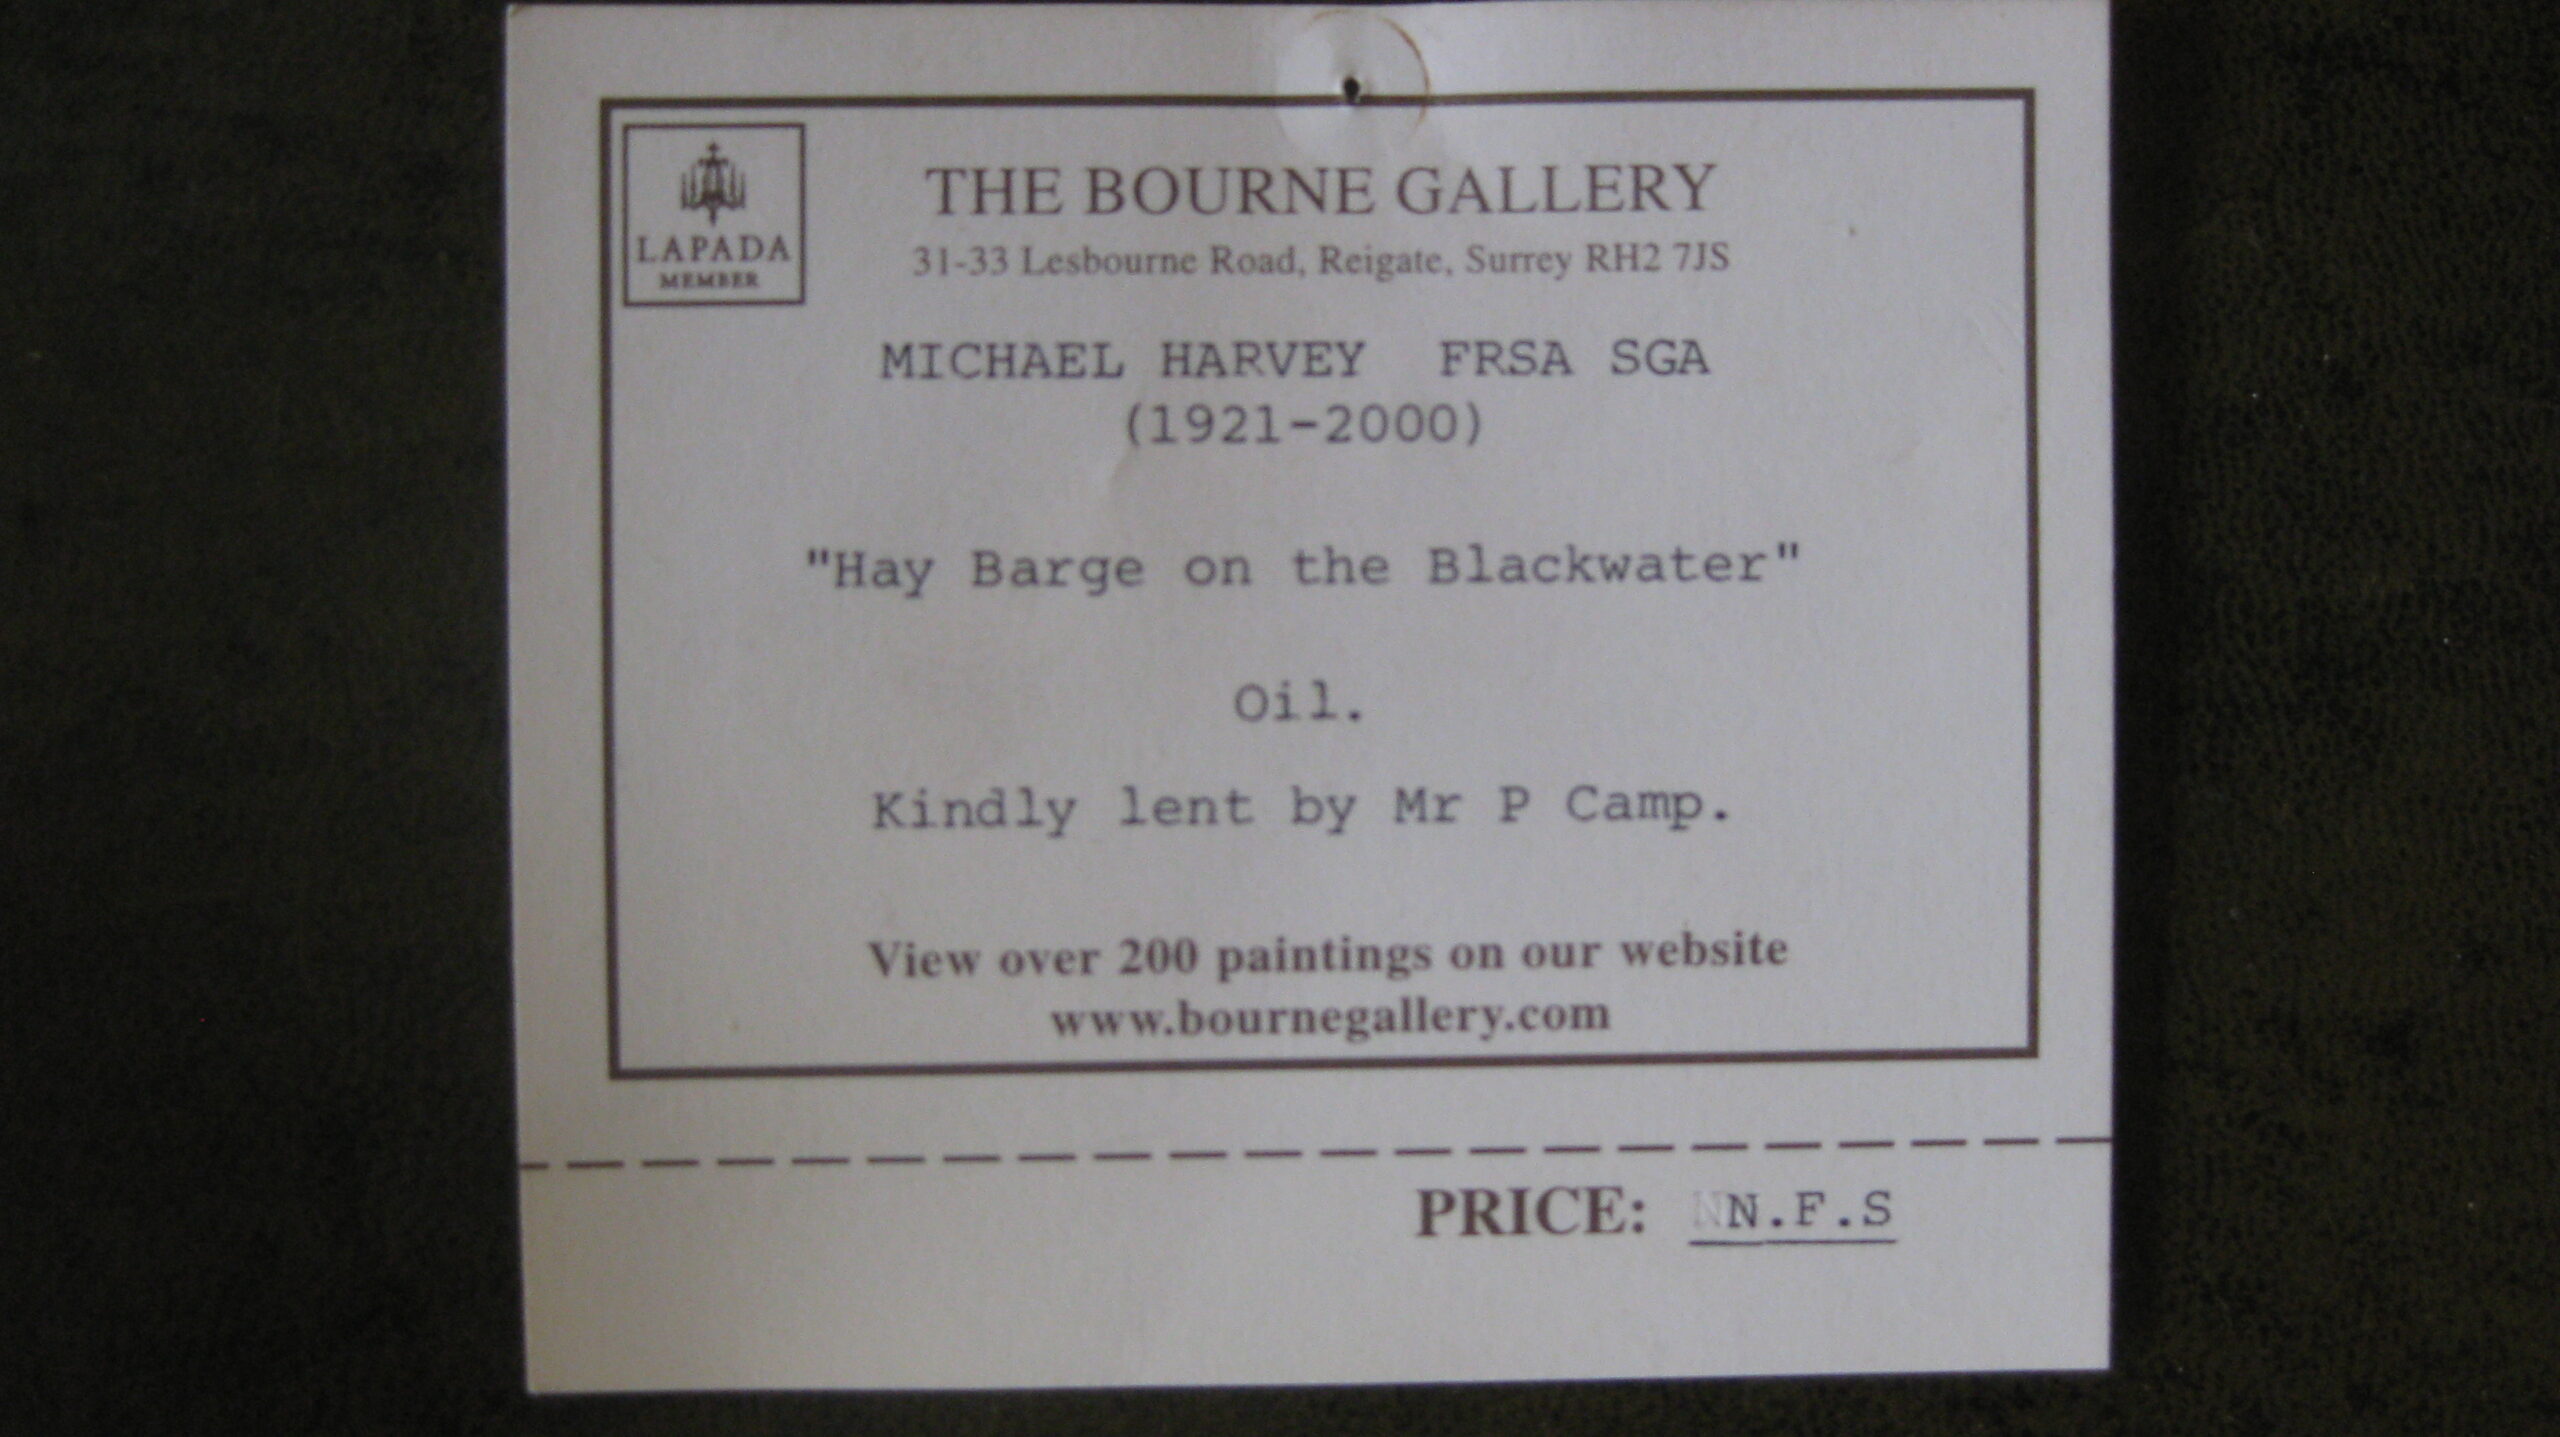 LAPADA
MEMBER
THE BOURNE GALLERY
31-33 Lesbourne Road, Reigate, Surrey RH2 7JS
MICHAEL HARVEY FRSA SGA
(1921-2000)
"Hay Barge on the Blackwater"
Oil.
Kindly lent by Mr P Camp.
View over 200 paintings on our website
www.bournegallery.com
PRICE: N.F.S